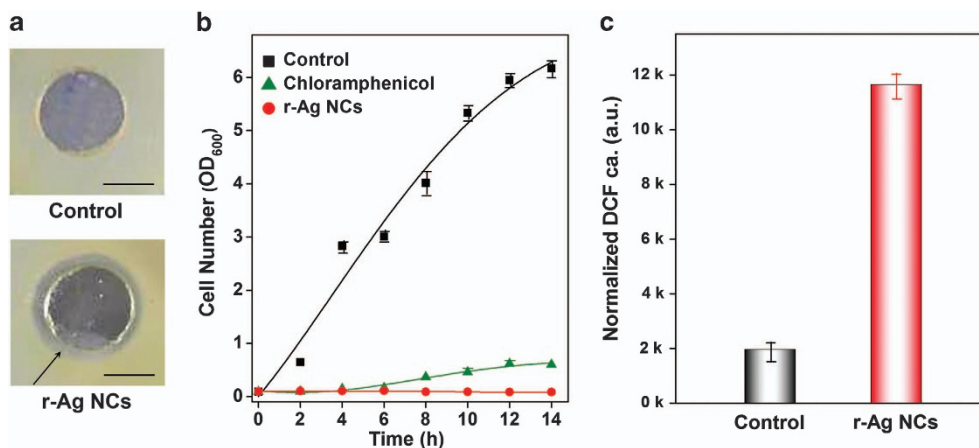 a
Control
r-Ag NCs
b
Cell Number (OD600)
6
5
4
3
2
1
0
Control
Chloramphenicol
r-Ag NCs
0 2 4 6 8 10 12 14
Time (h)
c
Normalized DCF ca. (a.u.)
12 k
12 k
10 k
8 k
6 k
4 k
2 k
0 k
Control r-Ag NCs